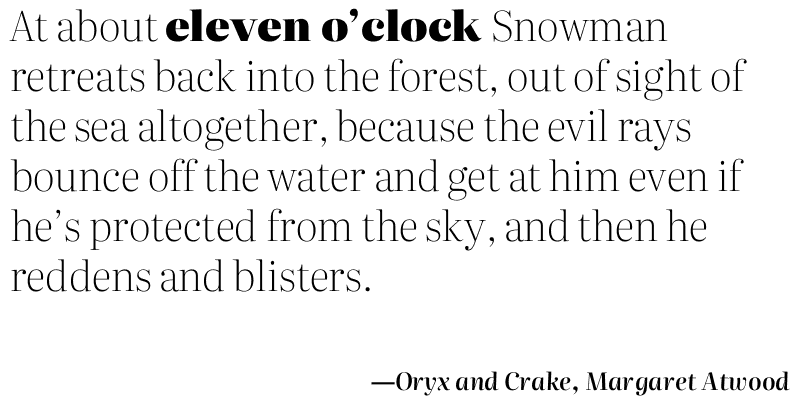 At about eleven o’clock Snowman
retreats back into the forest, out of sight of
the sea altogether, because the evil rays
bounce off the water and get at him even if
he’s protected from the sky, and then he
reddens and blisters.
—Oryx and Crake, Margaret Atwood